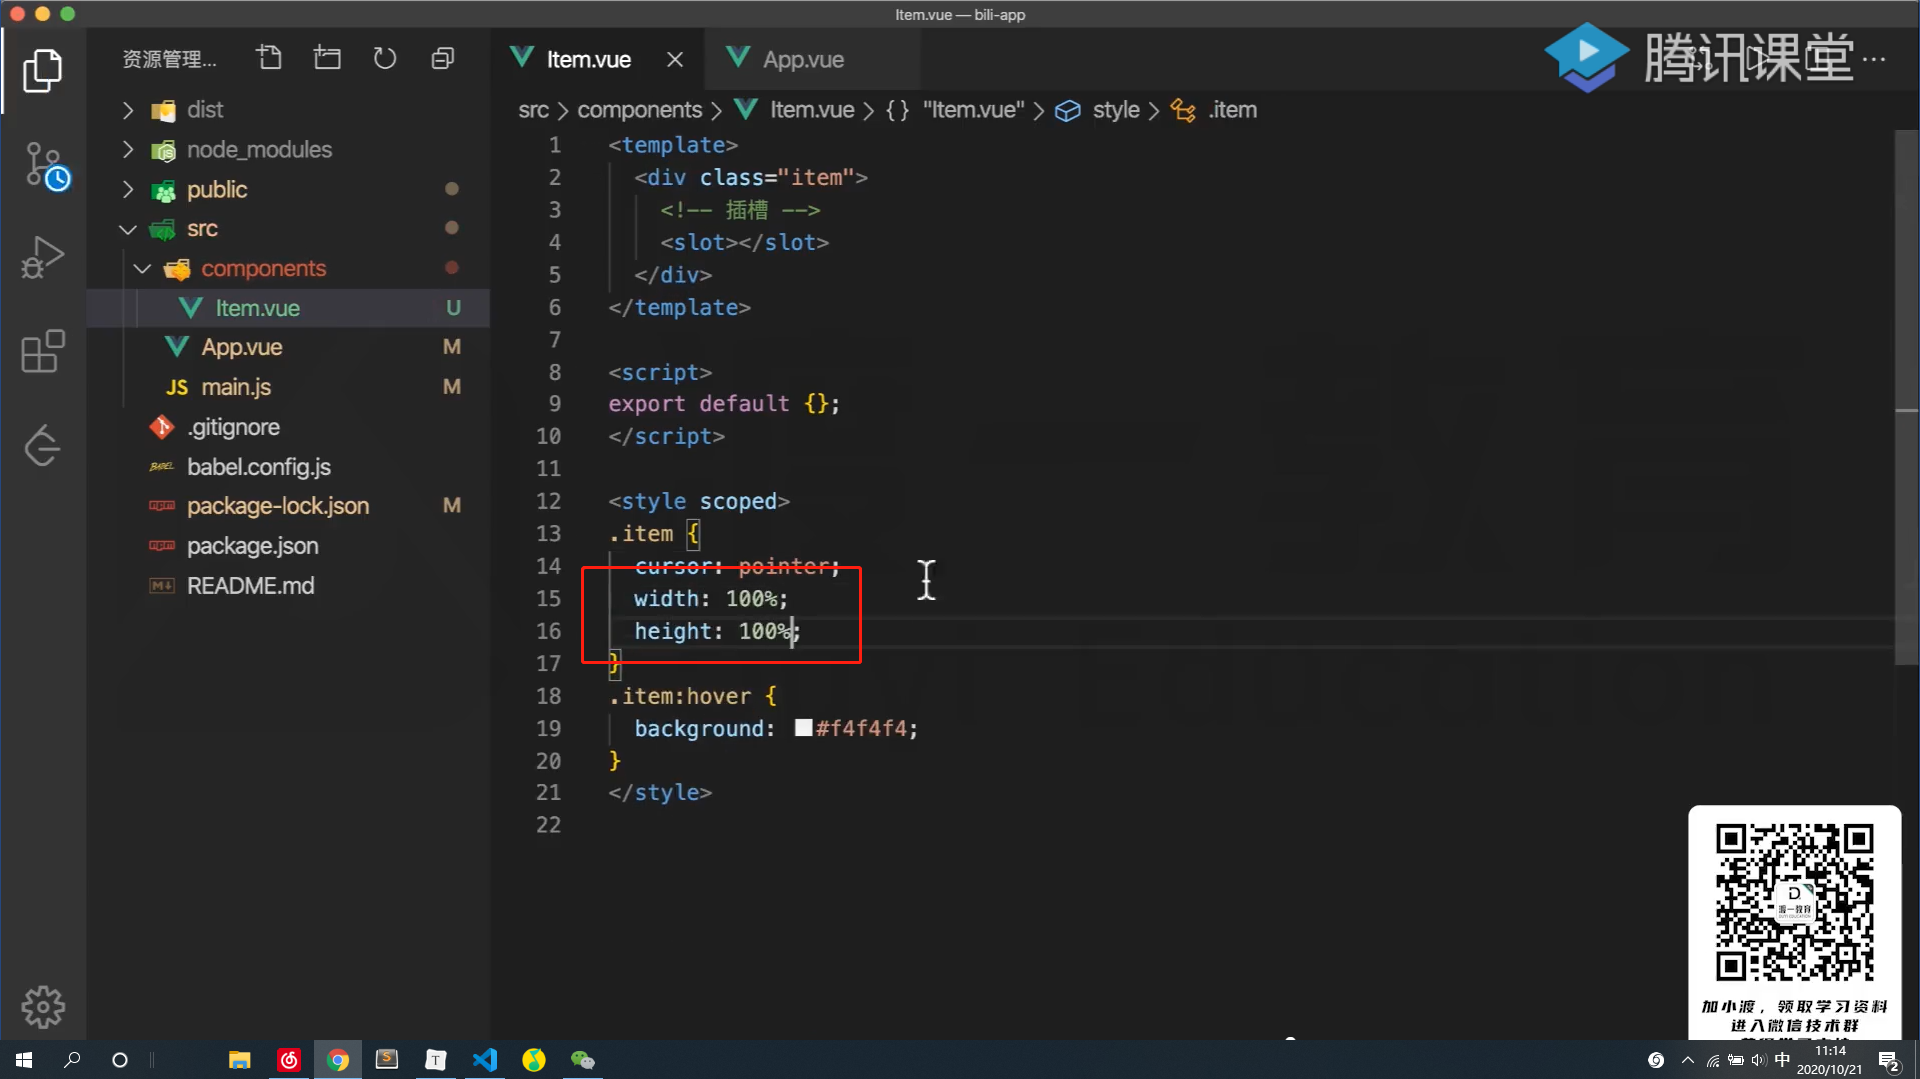 Item.vue — bili-app
资源管理...
Item.vue
App.vue
腾讯课堂
src > components > Item.vue > {} "Item.vue" > style > .item
dist
node_modules
public
src
components
Item.vue U
App.vue M
JS main.js M
.gitignore
babel.config.js
package-lock.json M
package.json
README.md
1 <template>
2 <div class="item">
3 <!-- 插槽 -->
4 <slot></slot>
5 </div>
6 </template>
7
8 <script>
9 export default {};
10 </script>
11
12 <style scoped>
13 .item {
14 cursor: pointer;
15 width: 100%;
16 height: 100%;
17 }
18 .item:hover {
19 background: #f4f4f4;
20 }
21 </style>
22
渡一教育
加小渡，领取学习资料
进入微信技术群
中
11:14
2020/10/21
2